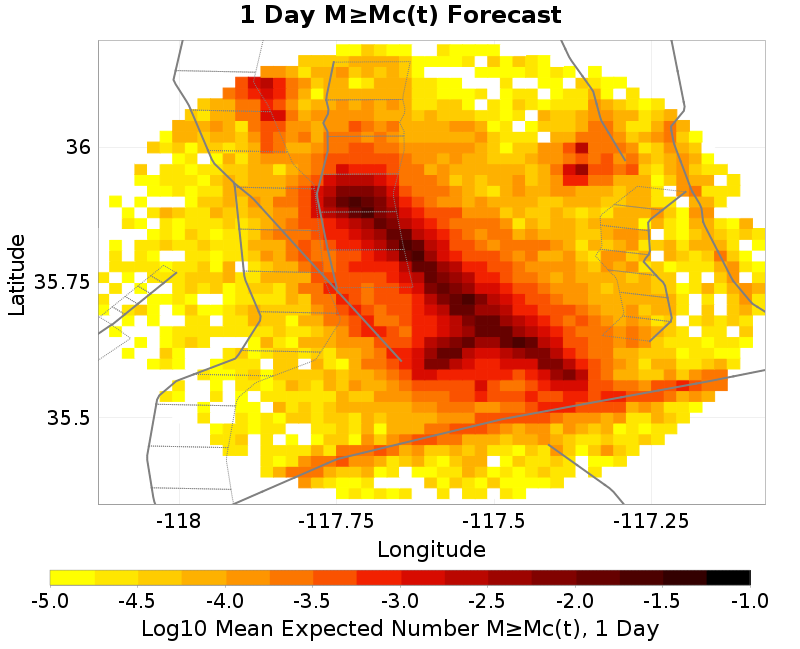 1 Day M≥Mc(t) Forecast
36
35.75
35.5
Latitude
-118 -117.75 -117.5 -117.25
Longitude
-5.0 -4.5 -4.0 -3.5 -3.0 -2.5 -2.0 -1.5 -1.0
Log10 Mean Expected Number M≥Mc(t), 1 Day